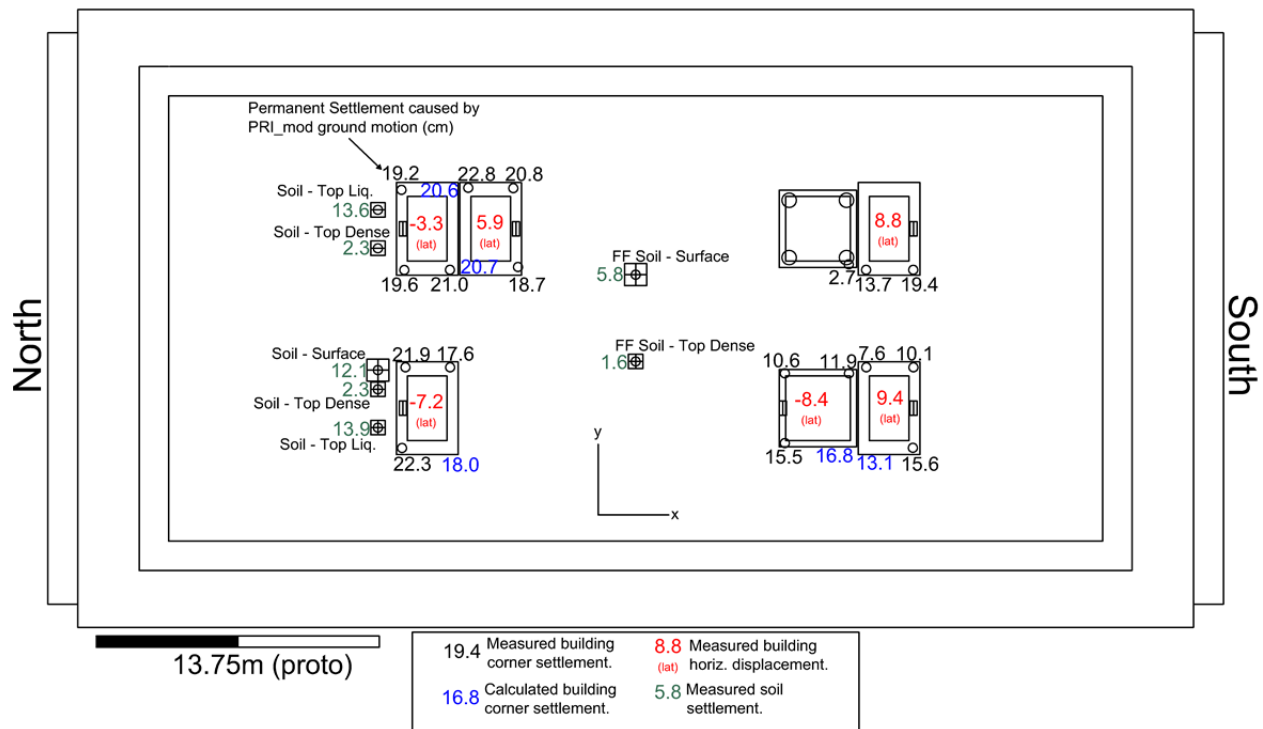 Permanent Settlement caused by
PRI_mod ground motion (cm)
19.2
22.8 20.8
20.6
Soil - Top Liq.
13.6
-3.3
(lat)
5.9
(lat)
8.8
(lat)
Soil - Top Dense
2.3
FF Soil - Surface
5.8
20.7
19.6 21.0
18.7
2.7
13.7 19.4
North
South
Soil - Surface
12.1
21.9 17.6
FF Soil - Top Dense
1.6
10.6 11.9
7.6 10.1
2.3
Soil - Top Dense
-7.2
(lat)
-8.4
(lat)
9.4
(lat)
13.9
Soil - Top Liq.
22.3 18.0
15.5 16.8
13.1 15.6
y
x
13.75m (proto)
19.4 Measured building
corner settlement.
8.8 Measured building
(lat) horiz. displacement.
16.8 Calculated building
corner settlement.
5.8 Measured soil
settlement.